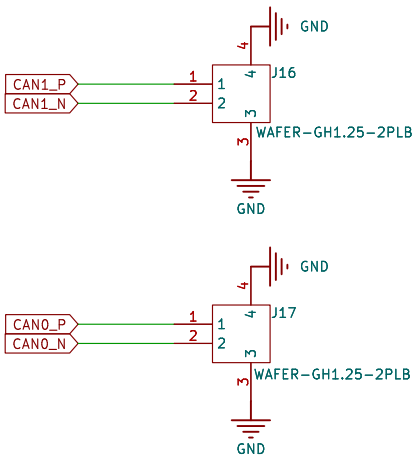 GND
4
4
J16
CAN1_P
1
1
CAN1_N
2
2
3
3
WAFER-GH1.25-2PLB
GND
GND
4
4
J17
CAN0_P
1
1
CAN0_N
2
2
3
3
WAFER-GH1.25-2PLB
GND